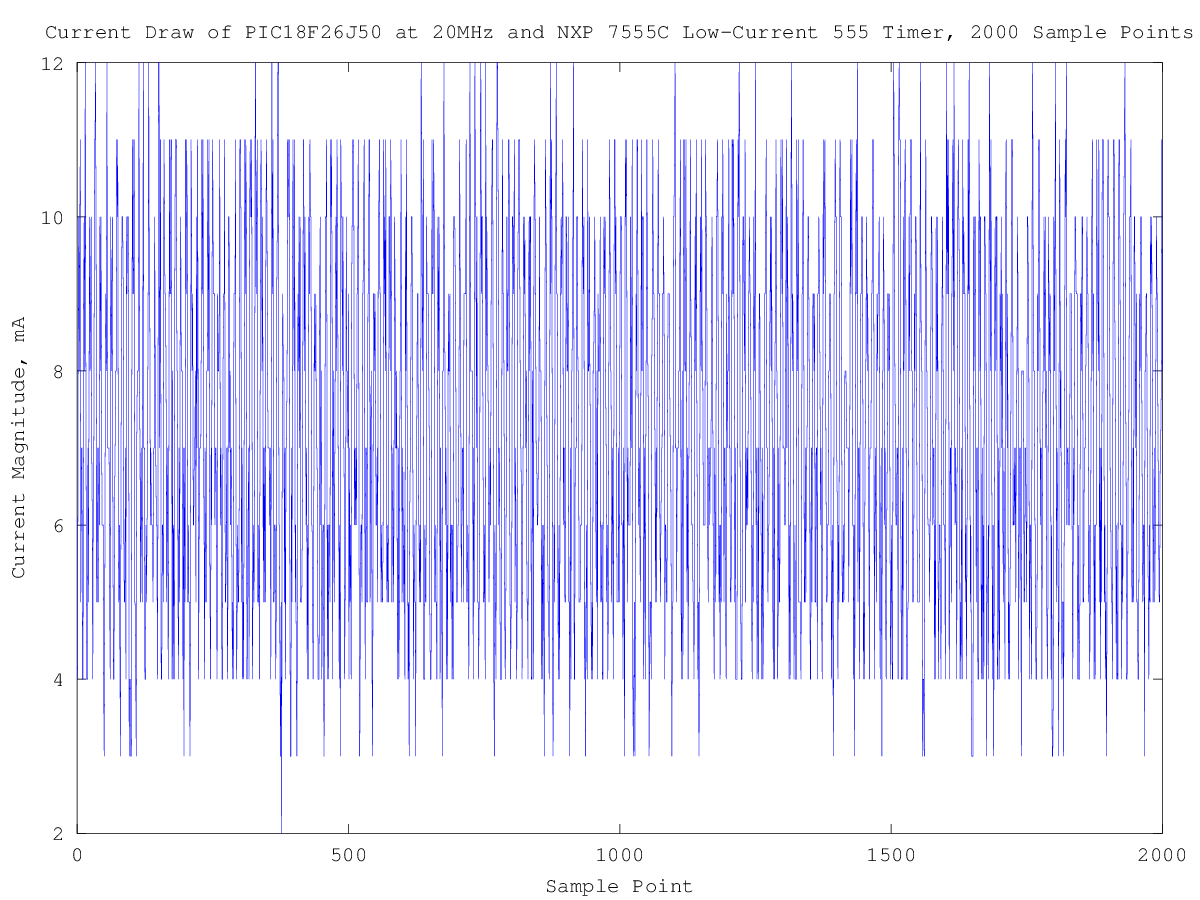 Current Draw of PIC18F26J50 at 20MHz and NXP 7555C Low-Current 555 Timer, 2000 Sample Points
12
10
8
6
4
2
Current Magnitude, mA
0 500 1000 1500 2000
Sample Point